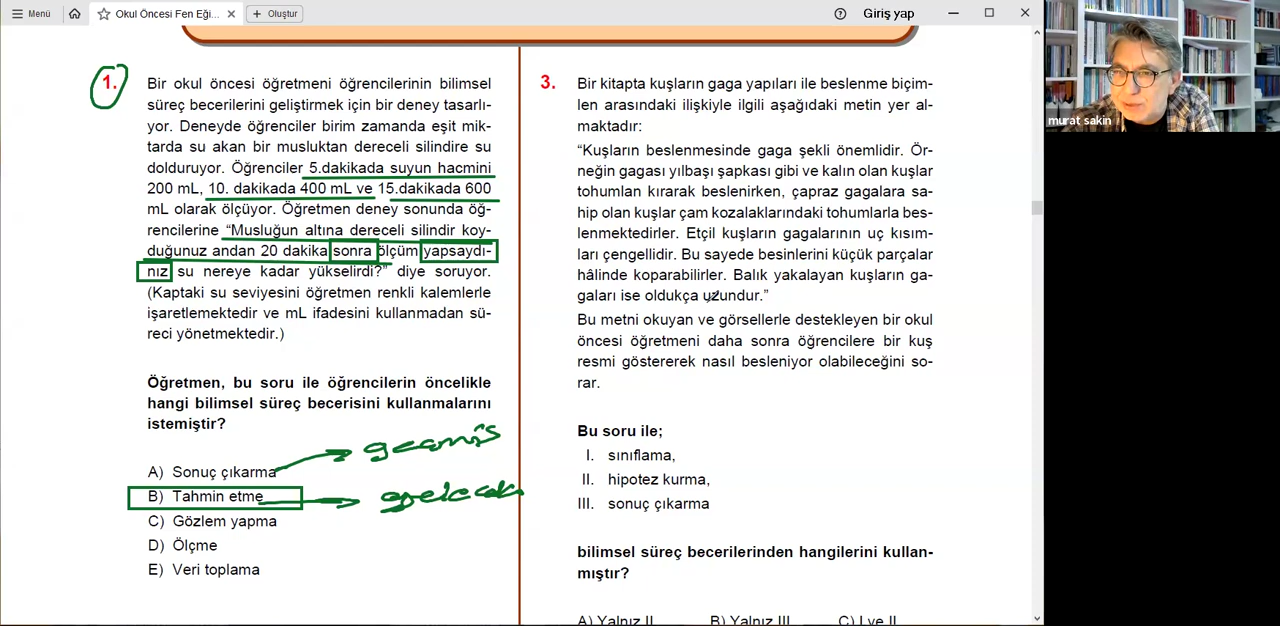 Menü
Okul Öncesi Fen Eği...
Oluştur
Giriş yap
murat sakin
1.
Bir okul öncesi öğretmeni öğrencilerinin bilimsel
süreç becerilerini geliştirmek için bir deney tasarlı-
yor. Deneyde öğrenciler birim zamanda eşit mik-
tarda su akan bir musluktan dereceli silindire su
dolduruyor. Öğrenciler 5.dakikada suyun hacmini
200 mL, 10. dakikada 400 mL ve 15.dakikada 600
mL olarak ölçüyor. Öğretmen deney sonunda öğ-
rencilerine “Musluğun altına dereceli silindir koy-
duğunuz andan 20 dakika sonra ölçüm yapsaydı-
nız su nereye kadar yükselirdi?” diye soruyor.
(Kaptaki su seviyesini öğretmen renkli kalemlerle
işaretlemektedir ve mL ifadesini kullanmadan sü-
reci yönetmektedir.)
Öğretmen, bu soru ile öğrencilerin öncelikle
hangi bilimsel süreç becerisini kullanmalarını
istemiştir?
A) Sonuç çıkarma
geçmiş
B) Tahmin etme
gelecek
C) Gözlem yapma
D) Ölçme
E) Veri toplama
3.
Bir kitapta kuşların gaga yapıları ile beslenme biçim-
len arasındaki ilişkiyle ilgili aşağıdaki metin yer al-
maktadır:
“Kuşların beslenmesinde gaga şekli önemlidir. Ör-
neğin gagası yılbaşı şapkası gibi ve kalın olan kuşlar
tohumlan kırarak beslenirken, çapraz gagalara sa-
hip olan kuşlar çam kozalaklarındaki tohumlarla bes-
lenmektedirler. Etçil kuşların gagalarının uç kısım-
ları çengellidir. Bu sayede besinlerini küçük parçalar
hâlinde koparabilirler. Balık yakalayan kuşların ga-
gaları ise oldukça uzundur.”
Bu metni okuyan ve görsellerle destekleyen bir okul
öncesi öğretmeni daha sonra öğrencilere bir kuş
resmi göstererek nasıl besleniyor olabileceğini so-
rar.
Bu soru ile;
I. sınıflama,
II. hipotez kurma,
III. sonuç çıkarma
bilimsel süreç becerilerinden hangilerini kullan-
mıştır?
A) Yalnız II B) Yalnız III C) I ve II